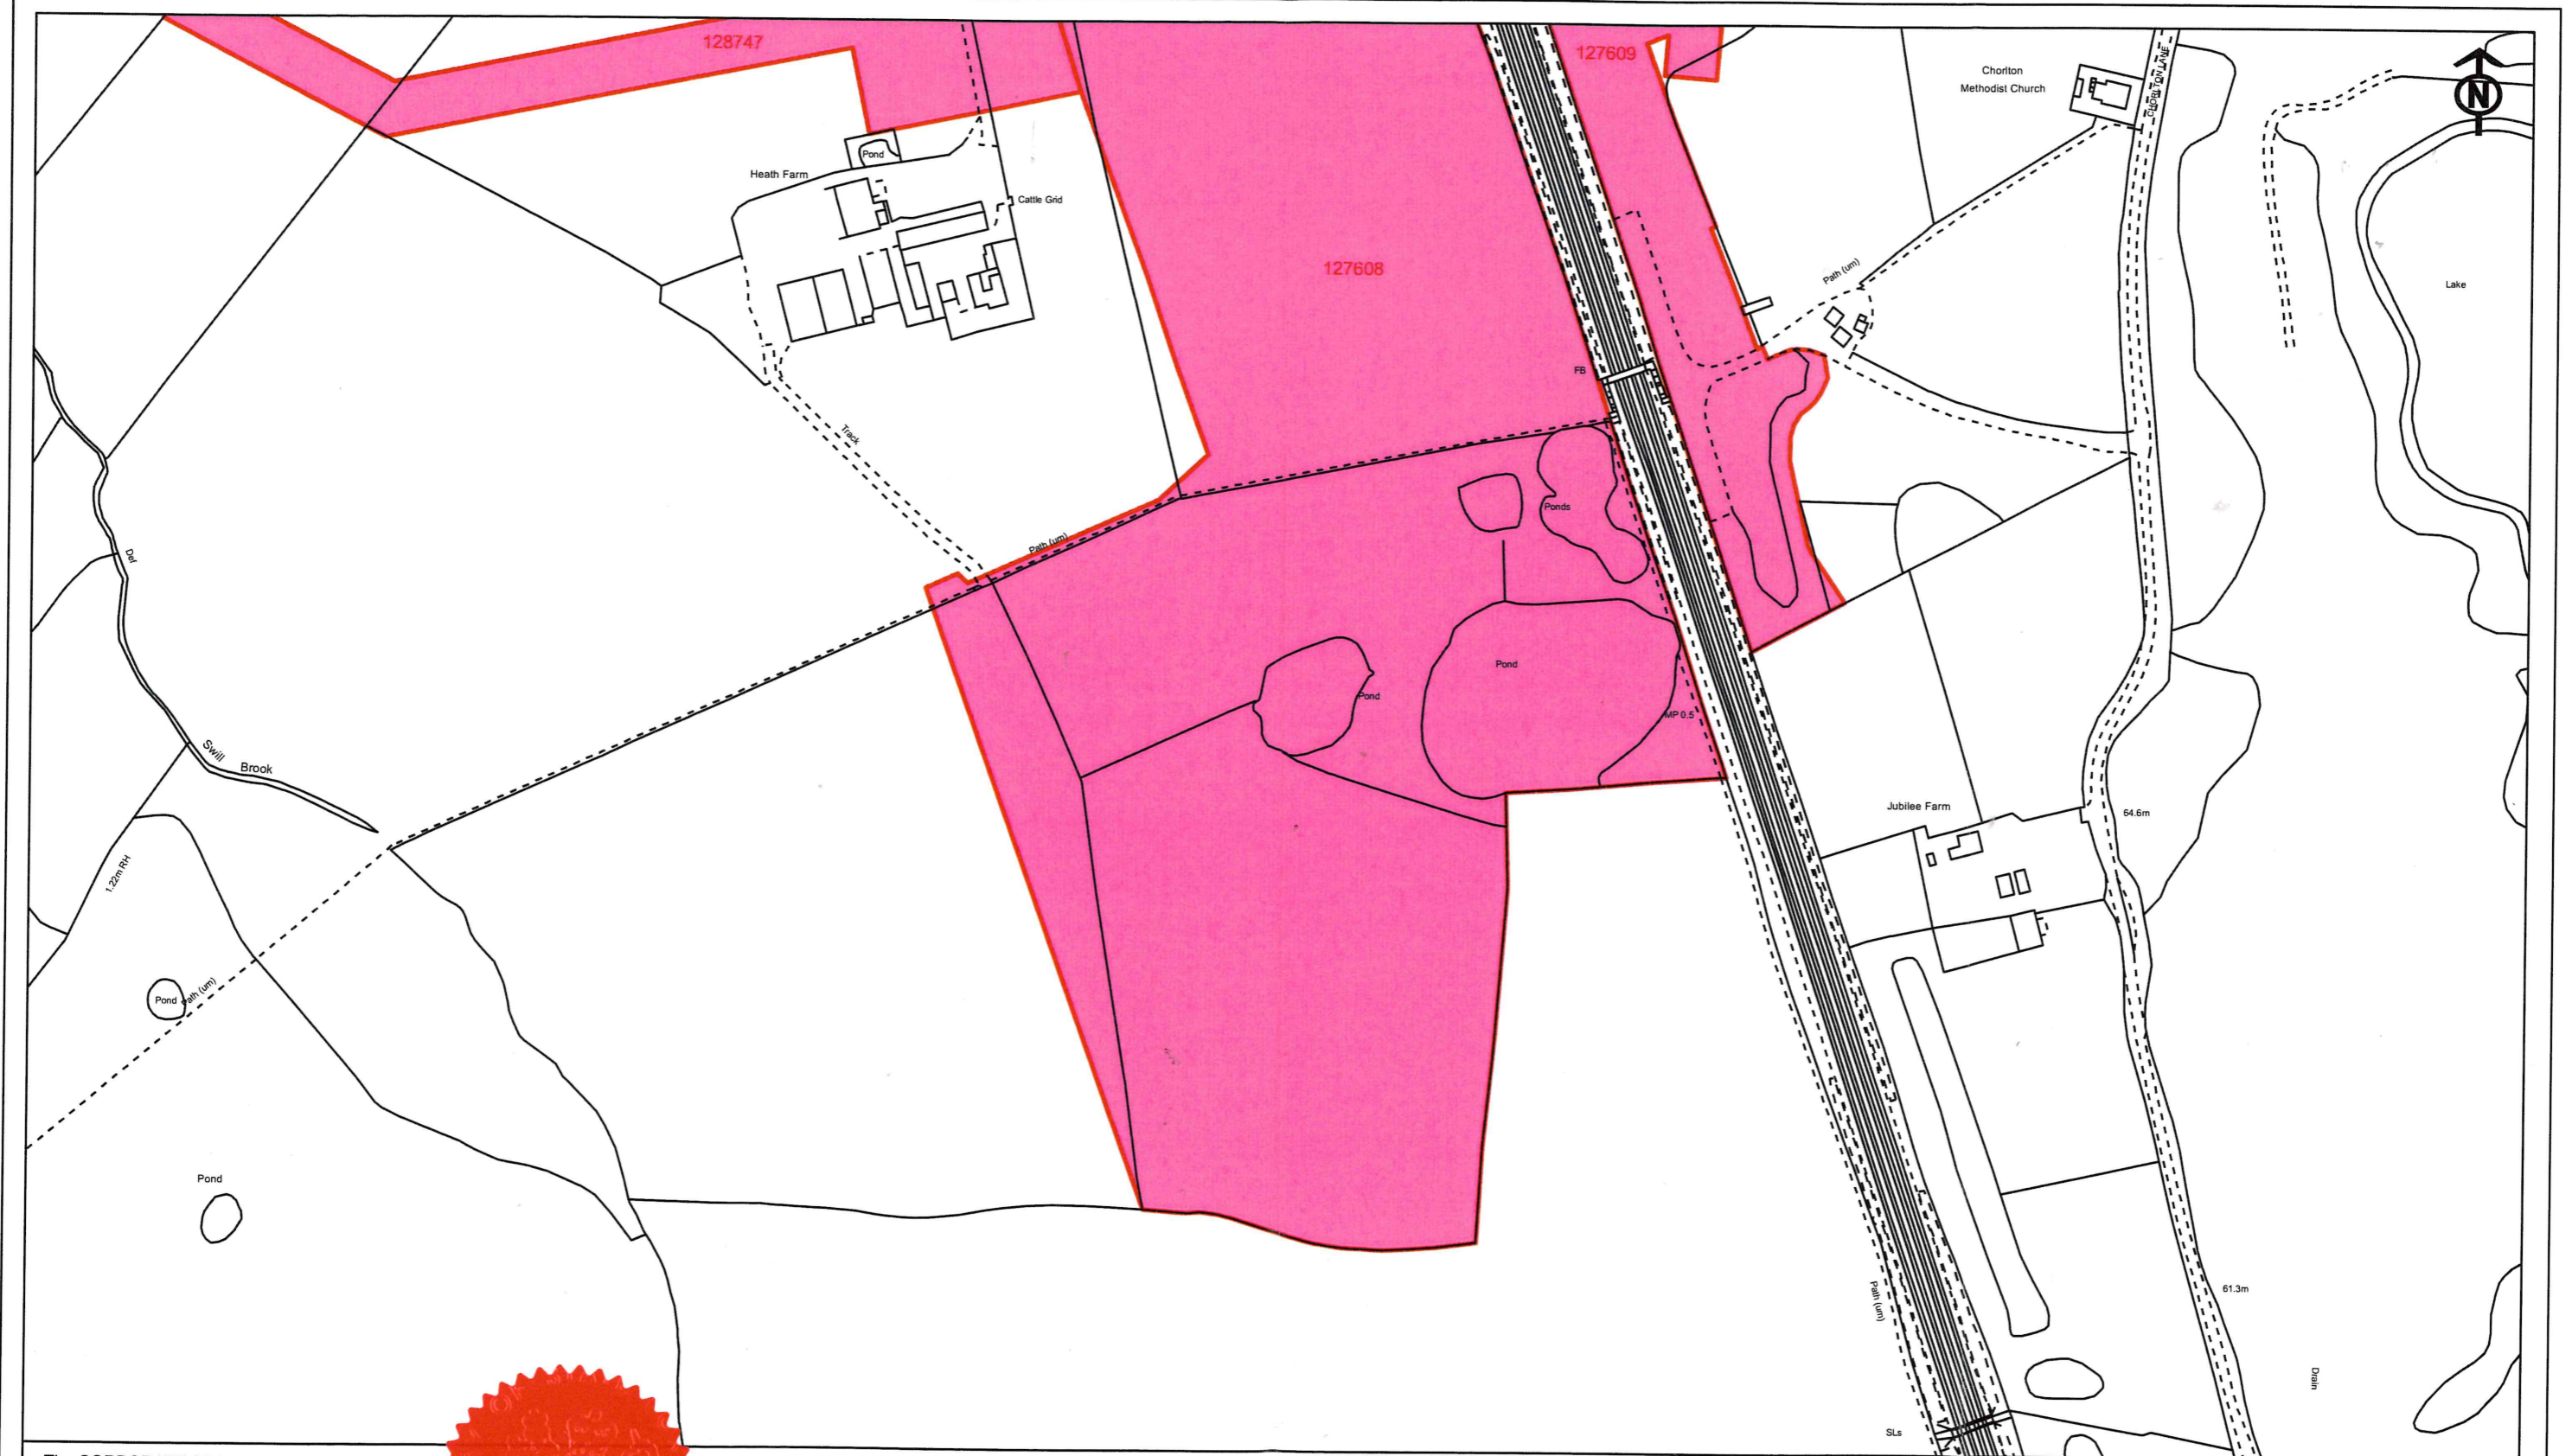 128747
127609
Chorlton
Methodist Church
CHORLTON LANE
N
Pond
Heath Farm
Cattle Grid
127608
Path (um)
Lake
FB
Track
Ponds
Path (um)
Def
Pond
Pond
MP 0.5
Swill
Brook
Jubilee Farm
64.6m
1.22m RH
Pond
Path (um)
Pond
61.3m
Path (um)
Drain
SLs